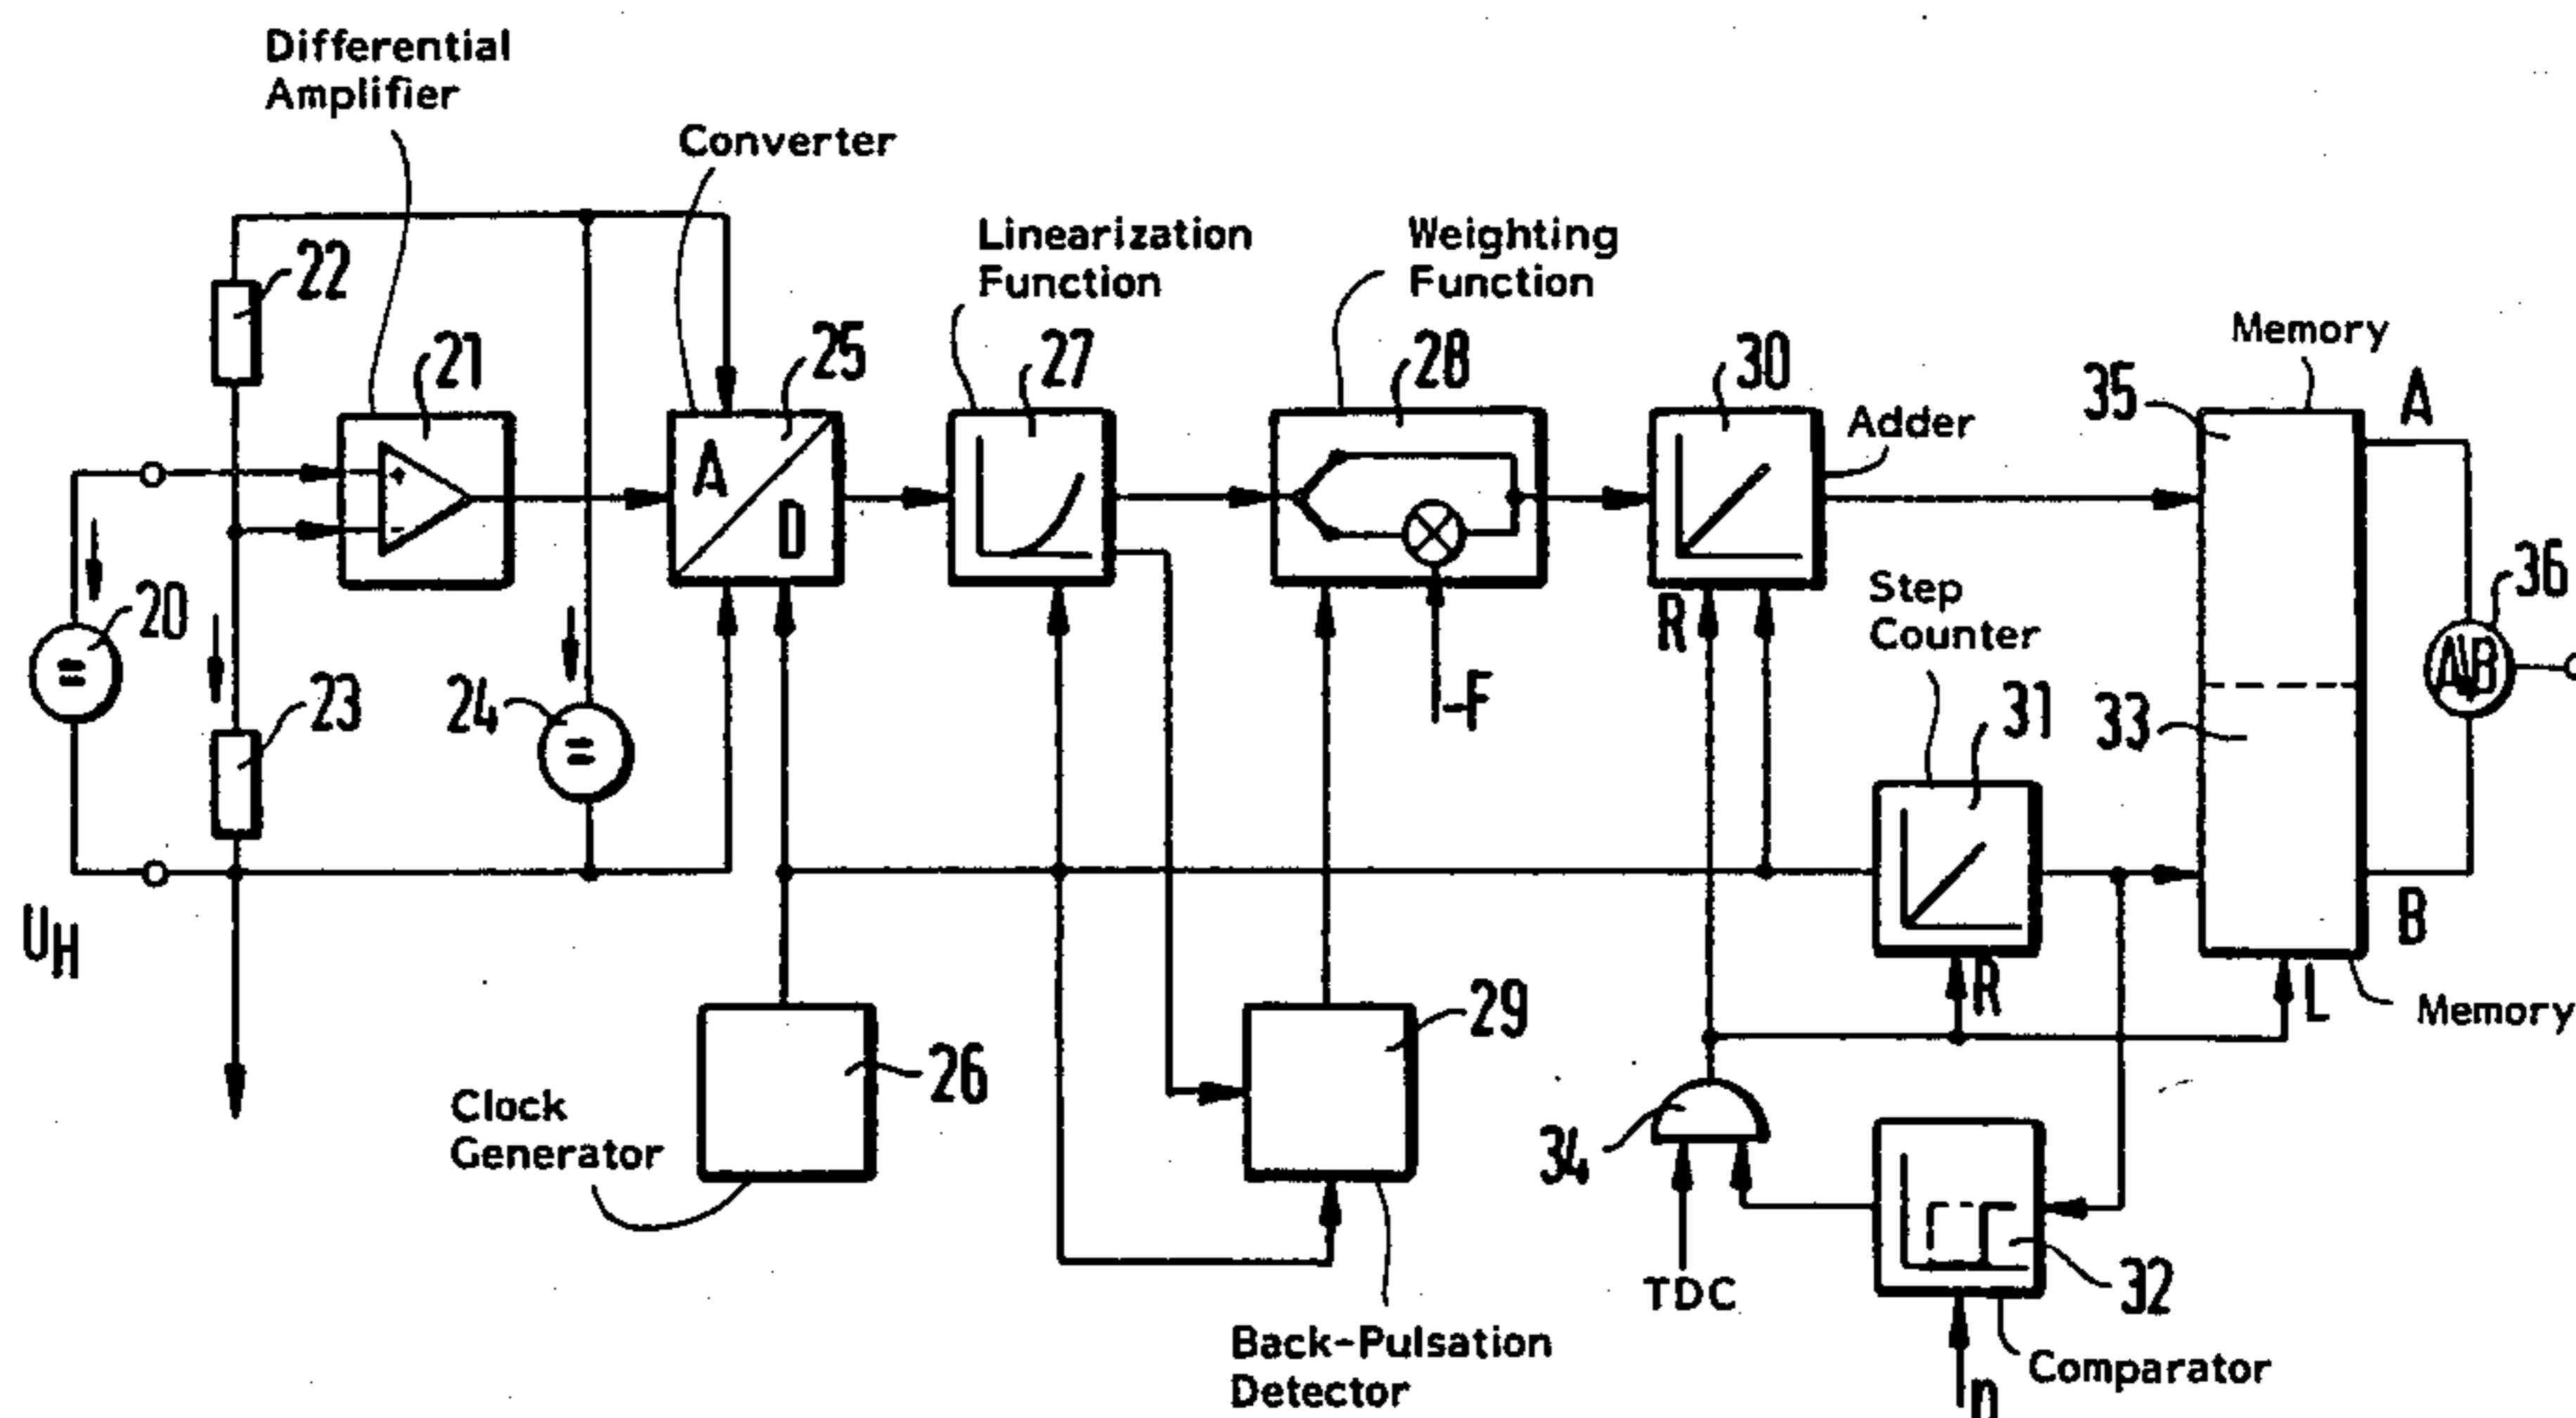 Differential
Amplifier
Converter
Linearization
Function
Weighting
Function
Memory
22
21
25
27
28
30
Adder
35
A
A
D
+
-
20
23
24
R
-F
Step
Counter
31
33
36
A/B
UH
B
R
L
Memory
26
29
Clock
Generator
34
TDC
32
Back-Pulsation
Detector
Comparator
n